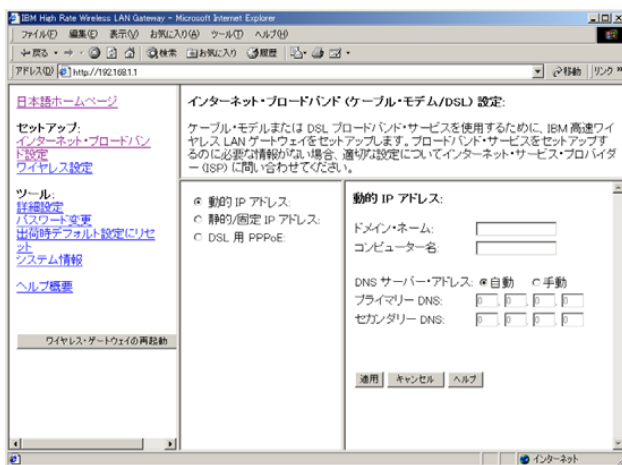 IBM High Rate Wireless LAN Gateway - Microsoft Internet Explorer
ファイル(F) 編集(E) 表示(V) お気に入り(A) ツール(T) ヘルプ(H)
戻る 検索 お気に入り 履歴
アドレス(D) http://192.168.1.1 移動 リンク »
日本語ホームページ
セットアップ:
インターネット・ブロードバン
ド設定
ワイヤレス設定
ツール:
詳細設定
パスワード変更
出荷時デフォルト設定にリセ
ット
システム情報
ヘルプ概要
ワイヤレス・ゲートウェイの再起動
インターネット・ブロードバンド (ケーブル・モデム/DSL) 設定:
ケーブル・モデルまたは DSL ブロードバンド・サービスを使用するために、IBM 高速ワイ
ヤレス LAN ゲートウェイをセットアップします。ブロードバンド・サービスをセットアップす
るのに必要な情報がない場合、適切な設定についてインターネット・サービス・プロバイダ
ー (ISP) に問い合わせてください。
動的 IP アドレス:
静的/固定 IP アドレス:
DSL 用 PPPoE:
動的 IP アドレス:
ドメイン・ネーム:
コンピューター名:
DNS サーバー・アドレス: 自動 手動
プライマリー DNS: 0 . 0 . 0 . 0
セカンダリー DNS: 0 . 0 . 0 . 0
適用 キャンセル ヘルプ
インターネット